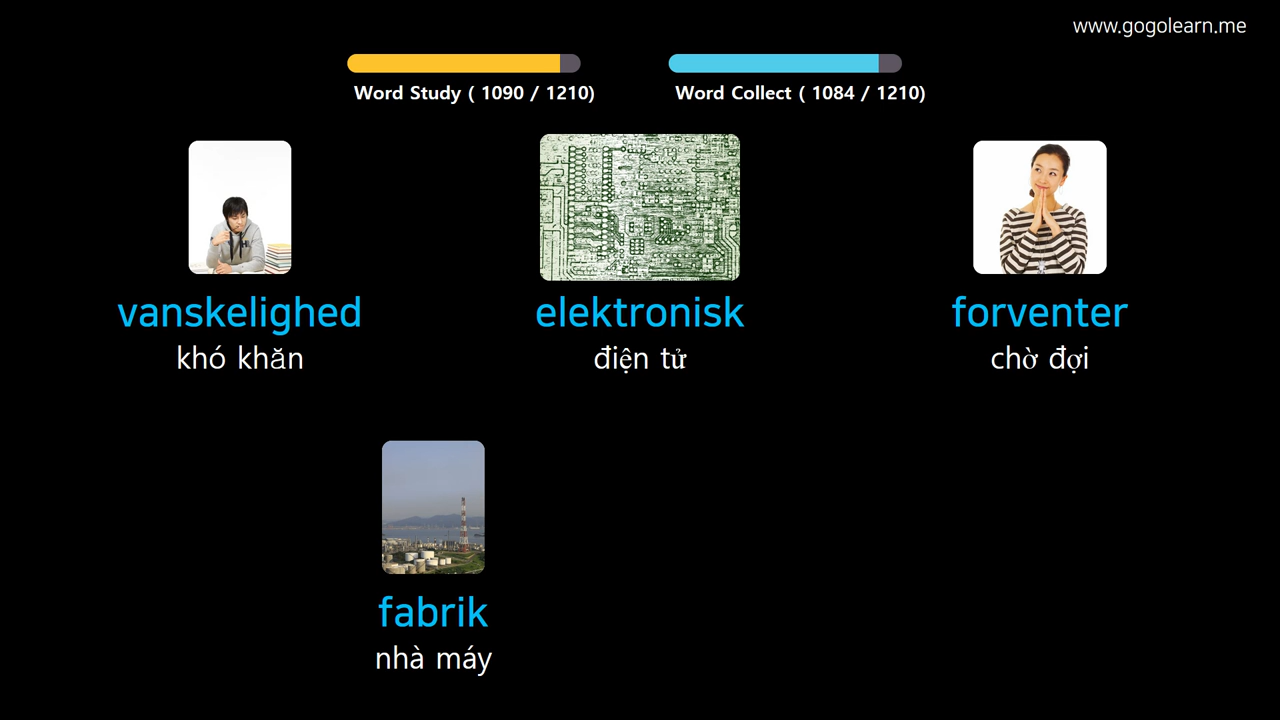 www.gogolearn.me
Word Study ( 1090 / 1210)
Word Collect ( 1084 / 1210)
vanskelighed
khó khăn
elektronisk
điện tử
forventer
chờ đợi
fabrik
nhà máy